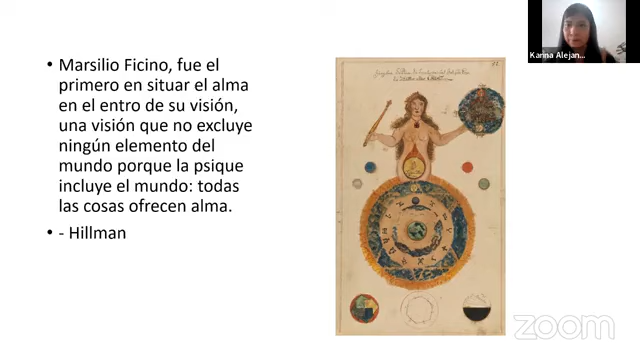 • Marsilio Ficino, fue el
primero en situar el alma
en el entro de su visión,
una visión que no excluye
ningún elemento del
mundo porque la psique
incluye el mundo: todas
las cosas ofrecen alma.
• - Hillman
Karina Alejan...
zoom